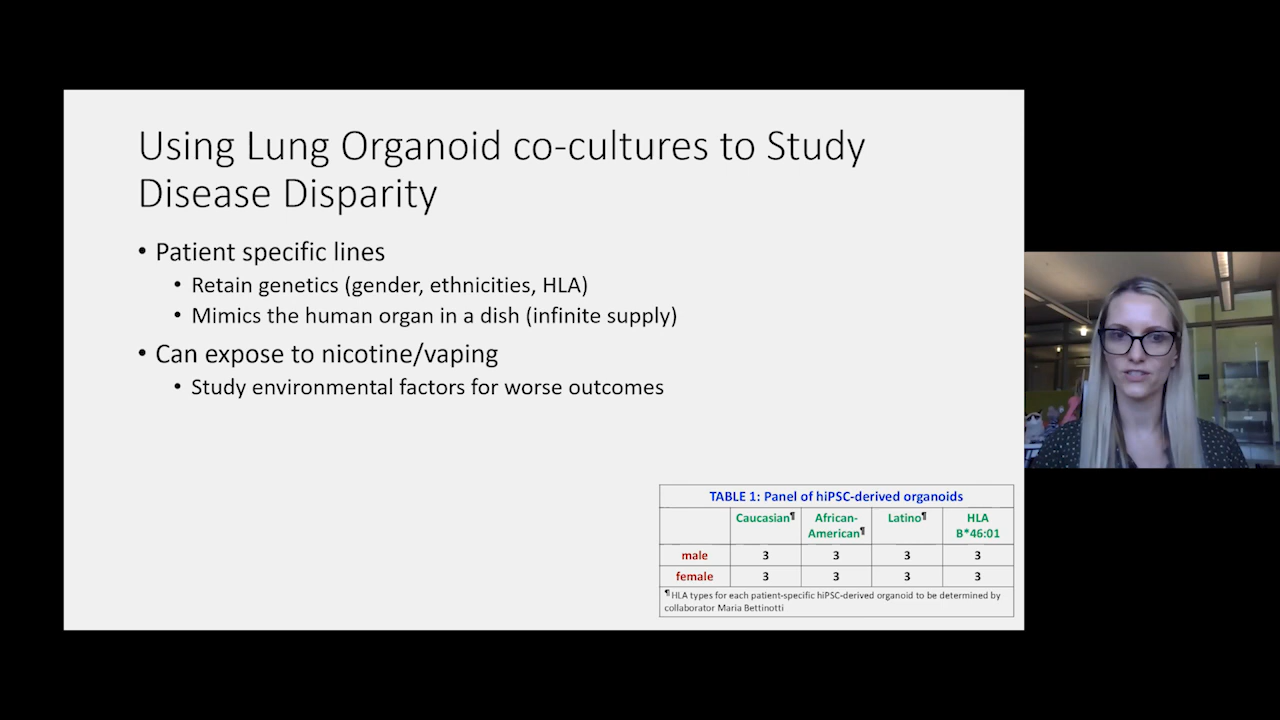 Using Lung Organoid co-cultures to Study
Disease Disparity
• Patient specific lines
• Retain genetics (gender, ethnicities, HLA)
• Mimics the human organ in a dish (infinite supply)
• Can expose to nicotine/vaping
• Study environmental factors for worse outcomes
TABLE 1: Panel of hiPSC-derived organoids
Caucasian¶ African-American¶ Latino¶ HLA B*46:01
male 3 3 3 3
female 3 3 3 3
¶ HLA types for each patient-specific hiPSC-derived organoid to be determined by
collaborator Maria Bettinotti